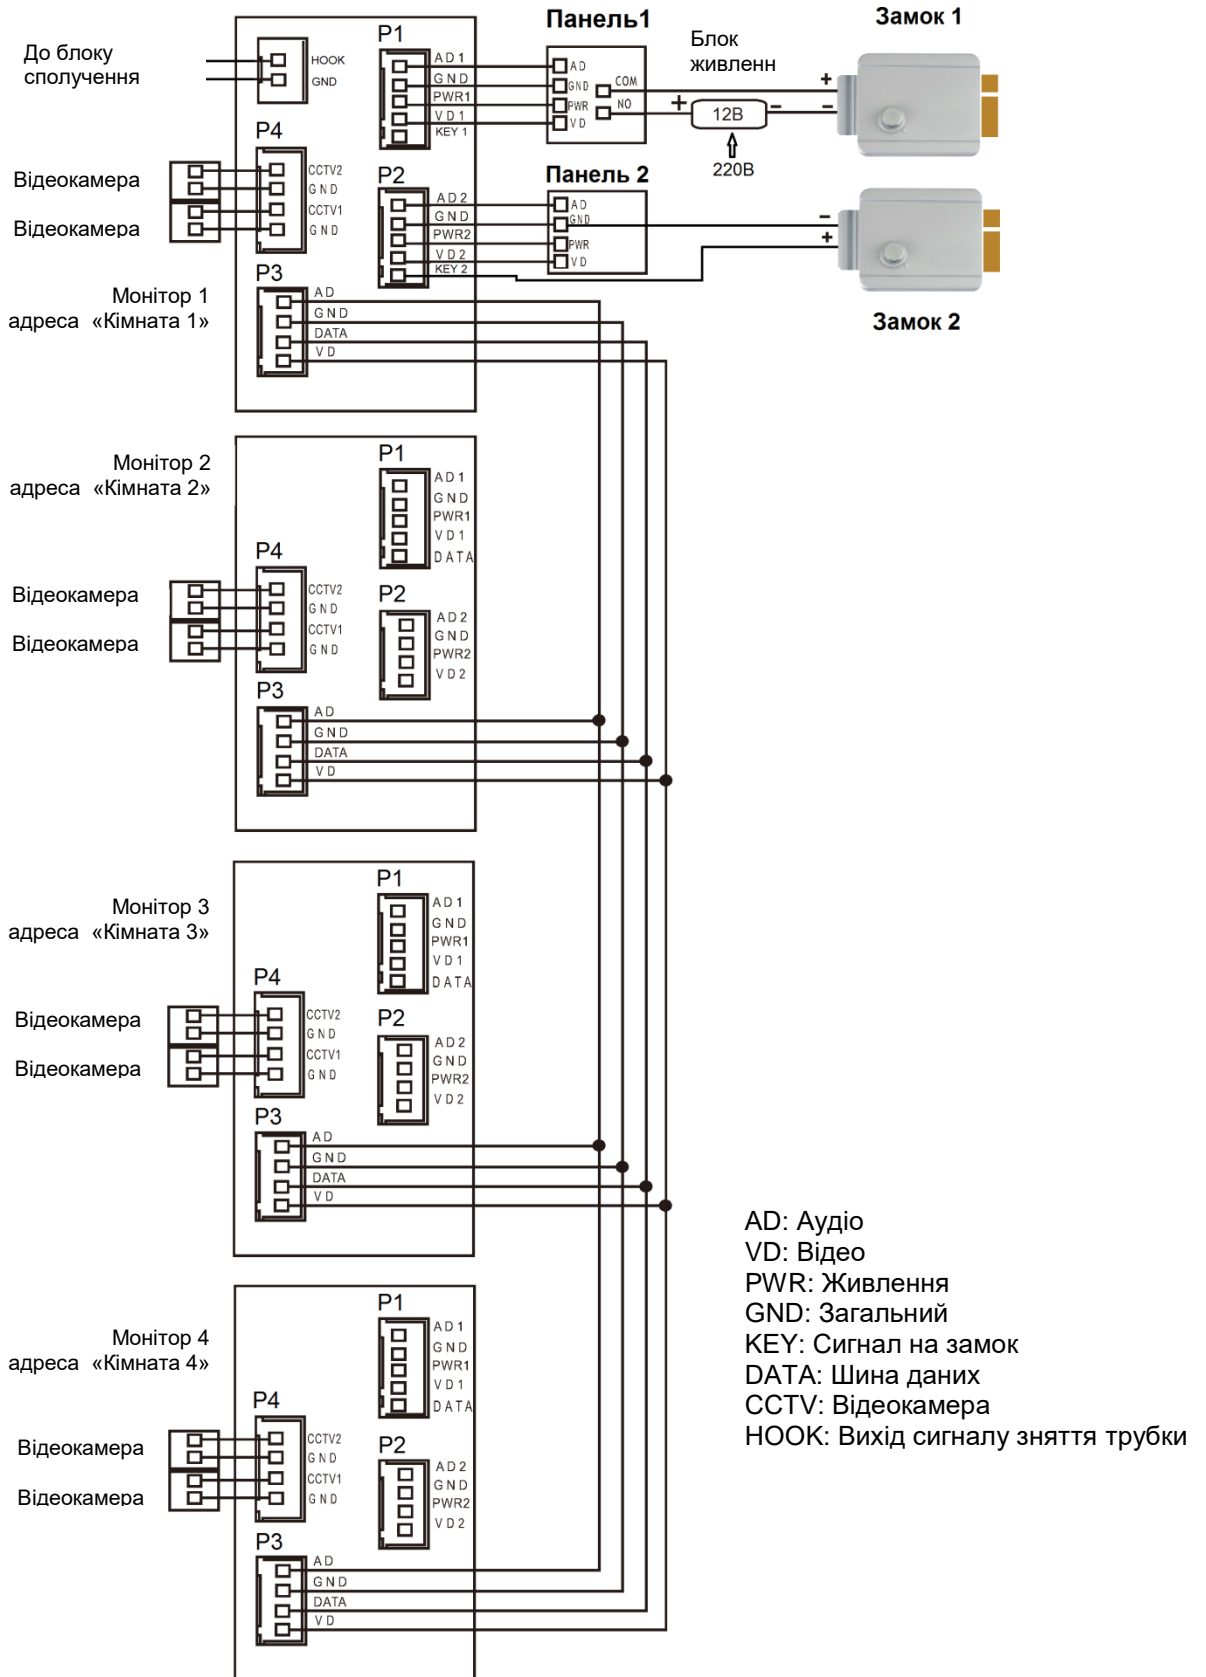 До блоку
сполучення
HOOK
GND
P1
AD1
GND
PWR1
VD1
KEY 1
Панель1
AD
GND
PWR
VD
COM
NO
Блок
живленн
+
12В
−
220В
Замок 1
+
−
P4
CCTV2
GND
CCTV1
GND
Відеокамера
Відеокамера
P2
AD2
GND
PWR2
VD2
KEY 2
Панель 2
AD
GND
PWR
VD
−
+
Замок 2
Монітор 1
адреса «Кімната 1»
P3
AD
GND
DATA
VD
Монітор 2
адреса «Кімната 2»
P1
AD1
GND
PWR1
VD1
DATA
P4
CCTV2
GND
CCTV1
GND
Відеокамера
Відеокамера
P2
AD2
GND
PWR2
VD2
P3
AD
GND
DATA
VD
Монітор 3
адреса «Кімната 3»
P1
AD1
GND
PWR1
VD1
DATA
P4
CCTV2
GND
CCTV1
GND
Відеокамера
Відеокамера
P2
AD2
GND
PWR2
VD2
P3
AD
GND
DATA
VD
AD: Аудіо
VD: Відео
PWR: Живлення
GND: Загальний
KEY: Сигнал на замок
DATA: Шина даних
CCTV: Відеокамера
HOOK: Вихід сигналу зняття трубки
Монітор 4
адреса «Кімната 4»
P1
AD1
GND
PWR1
VD1
DATA
P4
CCTV2
GND
CCTV1
GND
Відеокамера
Відеокамера
P2
AD2
GND
PWR2
VD2
P3
AD
GND
DATA
VD